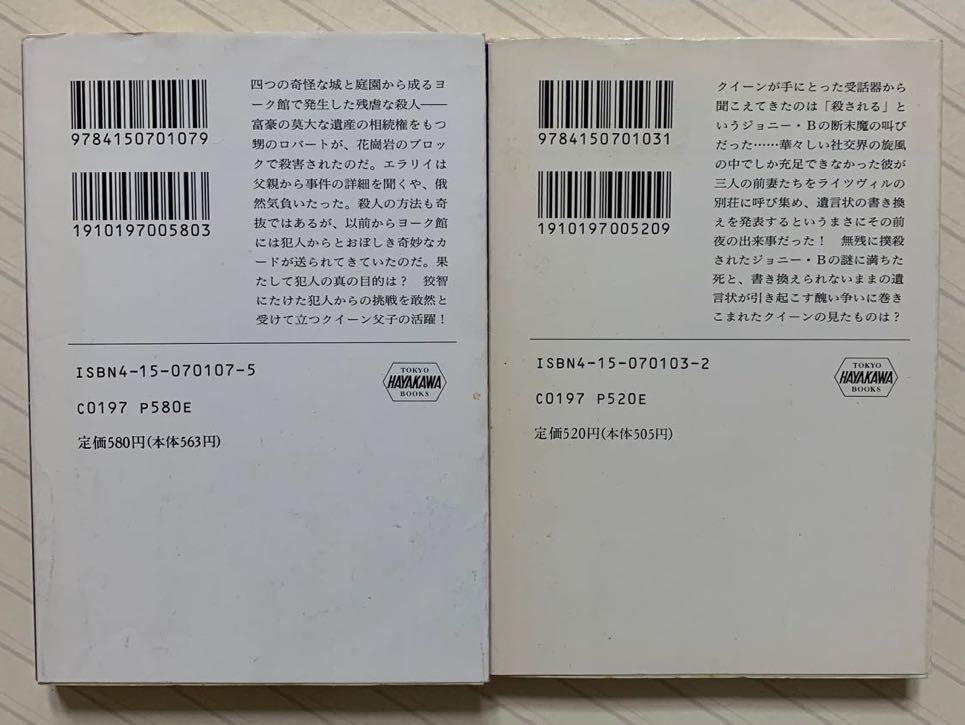 9784150701079
1910197005803
四つの奇怪な城と庭園から成るヨ
ーク館で発生した残虐な殺人——
富豪の莫大な遺産の相続権をもつ
甥のロバートが、花崗岩のブロッ
クで殺害されたのだ。エラリイは
父親から事件の詳細を聞くや、俄
然気負いたった。殺人の方法も奇
抜ではあるが、以前からヨーク館
には犯人からとおぼしき奇妙なカ
ードが送られてきていたのだ。果
たして犯人の真の目的は？ 狡智
にたけた犯人からの挑戦を敢然と
受けて立つクイーン父子の活躍！
ISBN4-15-070107-5
C0197 P580E
定価580円(本体563円)
TOKYO
HAYAKAWA
BOOKS
9784150701031
1910197005209
クイーンが手にとった受話器から
聞こえてきたのは「殺される」と
いうジョニー・Bの断末魔の叫び
だった……華々しい社交界の旋風
の中でしか充足できなかった彼が
三人の前妻たちをライツヴィルの
別荘に呼び集め、遺言状の書き換
えを発表するというまさにその前
夜の出来事だった！ 無残に撲殺
されたジョニー・Bの謎に満ちた
死と、書き換えられないままの遺
言状が引き起こす醜い争いに巻き
こまれたクイーンの見たものは？
ISBN4-15-070103-2
C0197 P520E
定価520円(本体505円)
TOKYO
HAYAKAWA
BOOKS